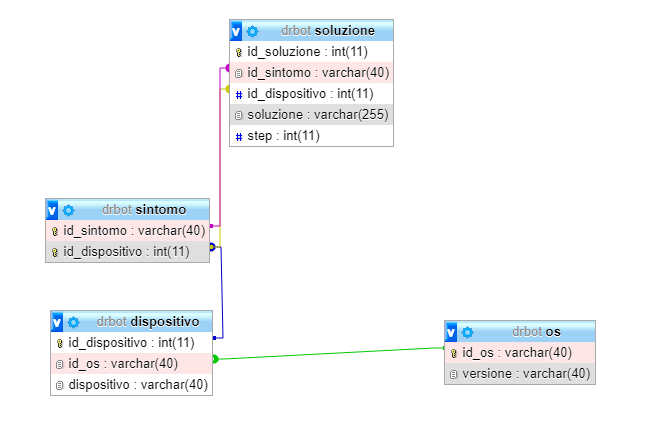 drbot soluzione
id_soluzione : int(11)
id_sintomo : varchar(40)
id_dispositivo : int(11)
soluzione : varchar(255)
step : int(11)
drbot sintomo
id_sintomo : varchar(40)
id_dispositivo : int(11)
drbot dispositivo
id_dispositivo : int(11)
id_os : varchar(40)
dispositivo : varchar(40)
drbot os
id_os : varchar(40)
versione : varchar(40)